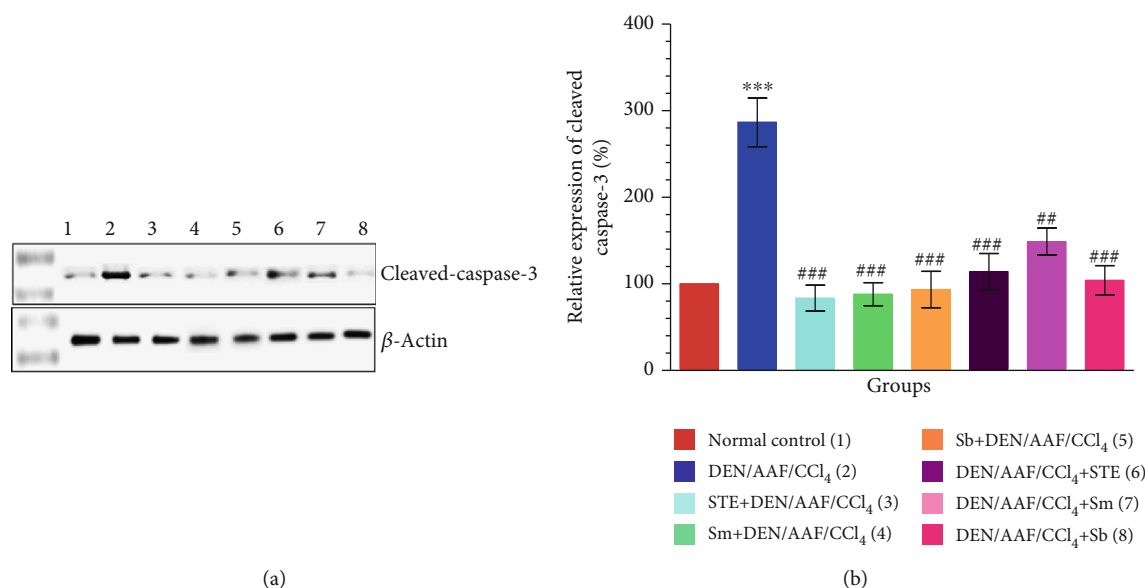 1 2 3 4 5 6 7 8
Cleaved-caspase-3
β-Actin
(a)
Relative expression of cleaved
caspase-3 (%)
400
300
200
100
0
***
###
###
###
###
##
###
Groups
Normal control (1)
DEN/AAF/CCl₄ (2)
STE+DEN/AAF/CCl₄ (3)
Sm+DEN/AAF/CCl₄ (4)
Sb+DEN/AAF/CCl₄ (5)
DEN/AAF/CCl₄+STE (6)
DEN/AAF/CCl₄+Sm (7)
DEN/AAF/CCl₄+Sb (8)
(b)